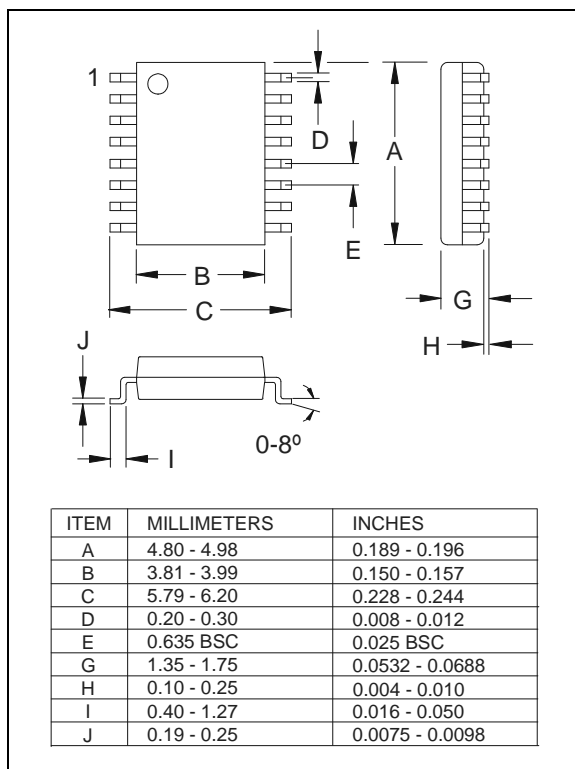 1
D
A
E
B
C
G
H
J
I
0-8º
ITEM MILLIMETERS INCHES
A 4.80 - 4.98 0.189 - 0.196
B 3.81 - 3.99 0.150 - 0.157
C 5.79 - 6.20 0.228 - 0.244
D 0.20 - 0.30 0.008 - 0.012
E 0.635 BSC 0.025 BSC
G 1.35 - 1.75 0.0532 - 0.0688
H 0.10 - 0.25 0.004 - 0.010
I 0.40 - 1.27 0.016 - 0.050
J 0.19 - 0.25 0.0075 - 0.0098